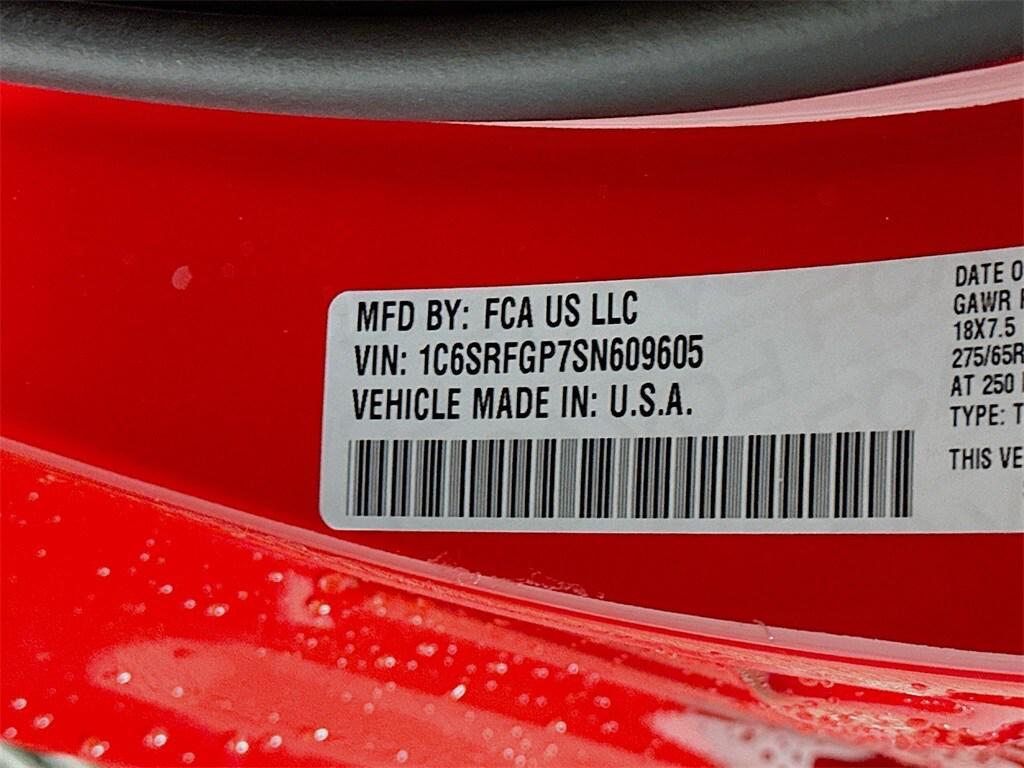 MFD BY: FCA US LLC
VIN: 1C6SRFGP7SN609605
VEHICLE MADE IN: U.S.A.
DATE O
GAWR
18X7.5
275/65R
AT 250
TYPE: T
THIS VE